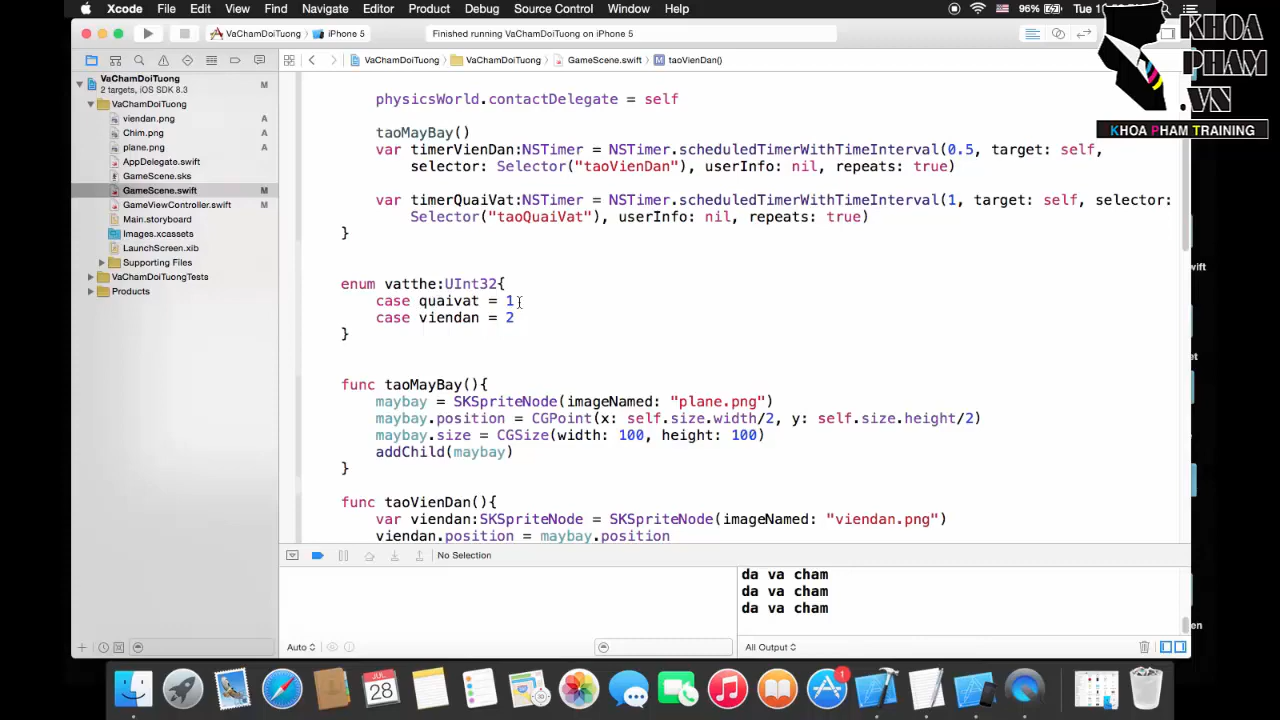 Xcode File Edit View Find Navigate Editor Product Debug Source Control Window Help 96% Tue 1
VaChamDoiTuong iPhone 5 Finished running VaChamDoiTuong on iPhone 5
VaChamDoiTuong VaChamDoiTuong GameScene.swift M taoVienDan()
KHOA
PHAM
.VN
KHOA PHAM TRAINING
VaChamDoiTuong M
2 targets, iOS SDK 8.3
VaChamDoiTuong
viendan.png A
Chim.png A
plane.png A
AppDelegate.swift
GameScene.sks
GameScene.swift M
GameViewController.swift M
Main.storyboard
Images.xcassets
LaunchScreen.xib
Supporting Files
VaChamDoiTuongTests
Products
physicsWorld.contactDelegate = self
taoMayBay()
var timerVienDan:NSTimer = NSTimer.scheduledTimerWithTimeInterval(0.5, target: self,
selector: Selector("taoVienDan"), userInfo: nil, repeats: true)
var timerQuaiVat:NSTimer = NSTimer.scheduledTimerWithTimeInterval(1, target: self, selector:
Selector("taoQuaiVat"), userInfo: nil, repeats: true)
}
enum vatthe:UInt32{
case quaivat = 1
case viendan = 2
}
func taoMayBay(){
maybay = SKSpriteNode(imageNamed: "plane.png")
maybay.position = CGPoint(x: self.size.width/2, y: self.size.height/2)
maybay.size = CGSize(width: 100, height: 100)
addChild(maybay)
}
func taoVienDan(){
var viendan:SKSpriteNode = SKSpriteNode(imageNamed: "viendan.png")
viendan.position = maybay.position
No Selection
da va cham
da va cham
da va cham
Auto
All Output
JUL
28
1